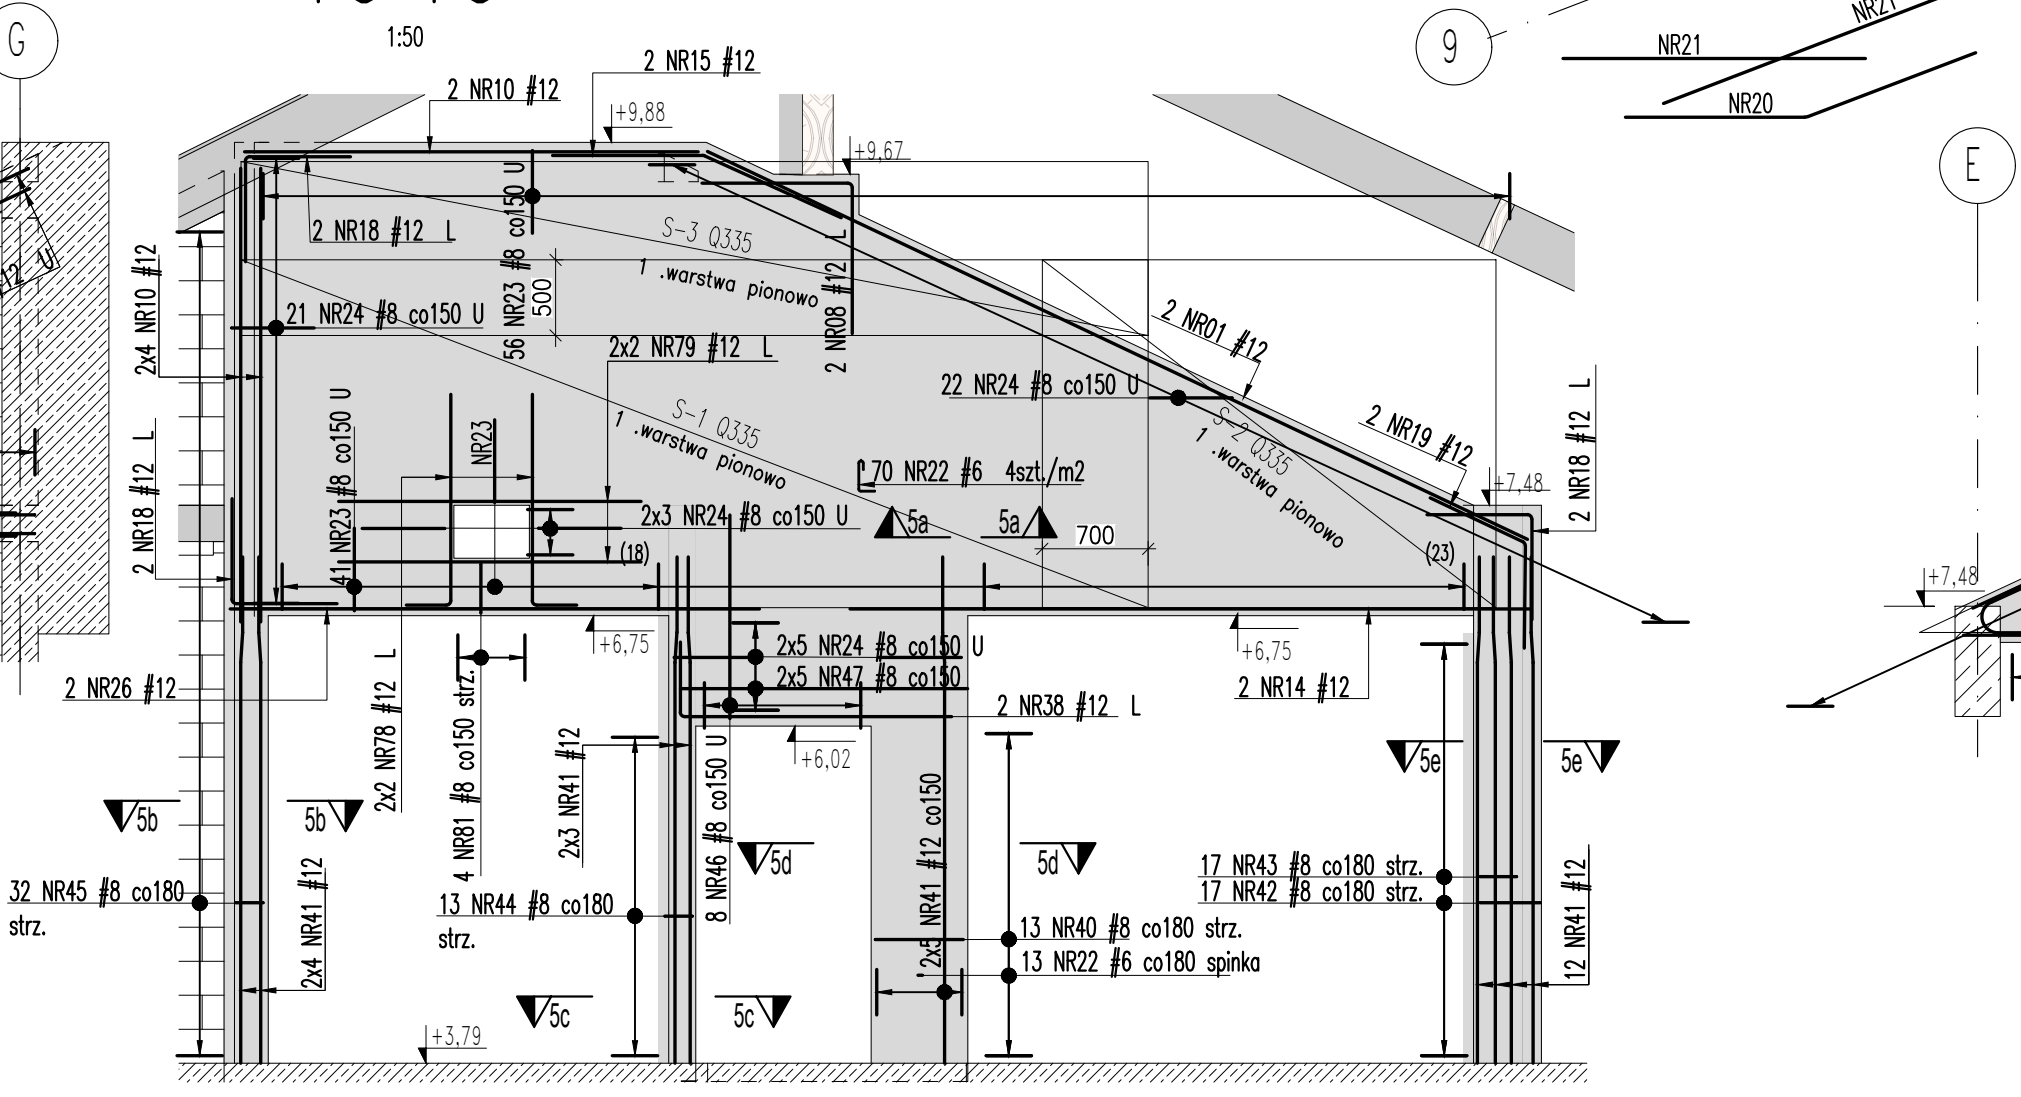 G
1:50
9
NR21
NR21
NR20
E
2 NR15 #12
2 NR10 #12
+9,88
+9,67
2 NR18 #12 L
2x4 NR10 #12
21 NR24 #8 co150 U
56 NR23 #8 co150 U
500
S-3 Q335
1 .warstwa pionowo
2 NR08 #12 L
2 NR01 #12
2x2 NR79 #12 L
22 NR24 #8 co150 U
2 NR19 #12
2 NR18 #12 L
+7,48
2 NR18 #12 L
41 NR23 #8 co150 U
NR23
S-1 Q335
1 .warstwa pionowo
S-2 Q335
1 .warstwa pionowo
70 NR22 #6 4szt./m2
2x3 NR24 #8 co150 U
5a
5a
700
(18)
(23)
+7,48
+6,75
+6,75
2x5 NR24 #8 co150 U
2x5 NR47 #8 co150
2 NR26 #12
2 NR14 #12
2 NR38 #12 L
2x2 NR78 #12 L
4 NR81 #8 co150 strz.
2x3 NR41 #12
8 NR46 #8 co150 U
+6,02
5e
5e
5b
5b
5d
5d
2x5 NR41 #12 co150
17 NR43 #8 co180 strz.
17 NR42 #8 co180 strz.
32 NR45 #8 co180
strz.
2x4 NR41 #12
13 NR44 #8 co180
strz.
13 NR40 #8 co180 strz.
13 NR22 #6 co180 spinka
12 NR41 #12
5c
5c
+3,79